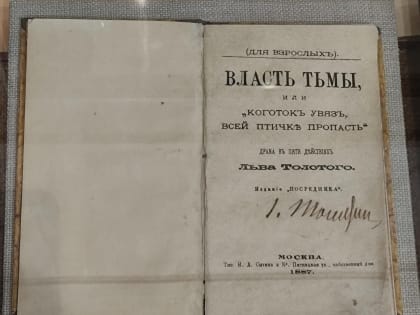 (ДЛЯ ВЗРОСЛЫХЪ).
ВЛАСТЬ ТЬМЫ,
ИЛИ
„КОГОТОКЪ УВЯЗЪ,
ВСЕЙ ПТИЧКѢ ПРОПАСТЬ“
ДРАМА ВЪ ПЯТИ ДѢЙСТВІЯХЪ
Льва Толстого.
Изданіе „ПОСРЕДНИКА“.
МОСКВА.
Тип. И. Д. Сытина и Ко. Пятницкая ул., собственный домъ
1887.